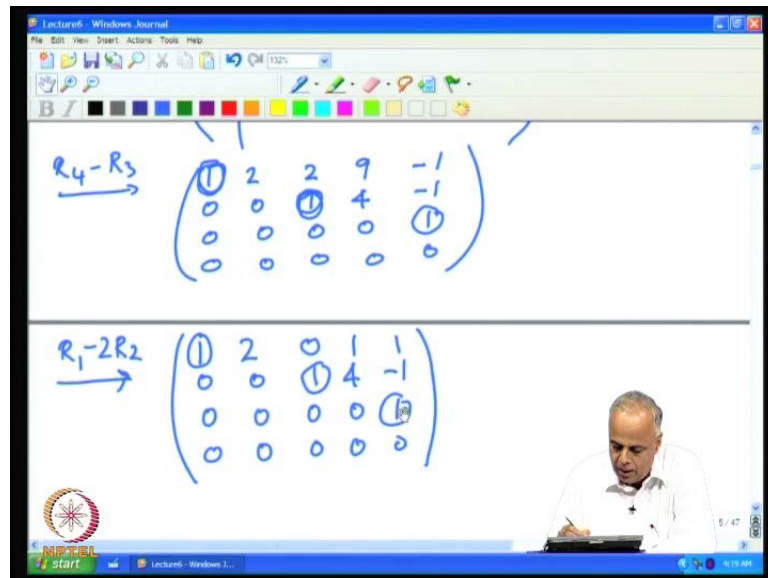 Lecture6 - Windows Journal
File Edit View Insert Actions Tools Help
132%
B I
R4-R3
1 2 2 9 -1
0 0 1 4 -1
0 0 0 0 1
0 0 0 0 0
R1-2R2
1 2 0 1 1
0 0 1 4 -1
0 0 0 0 1
0 0 0 0 0
5 / 47
NPTEL
start Lecture6 - Windows J... 4:19 AM